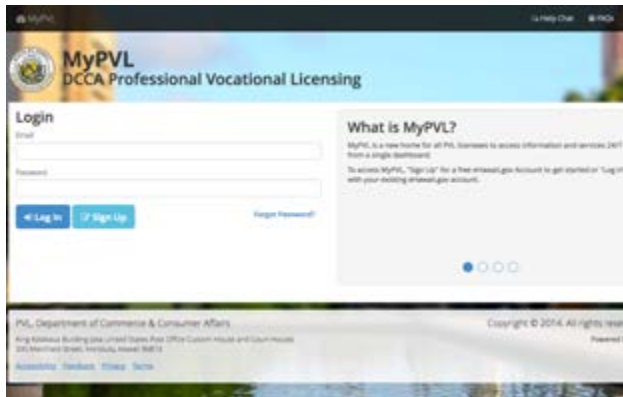 MyPVL
Help Chat FAQs
MyPVL
DCCA Professional Vocational Licensing
Login
Email
Password
Log In
Sign Up
Forgot Password?
What is MyPVL?
MyPVL is a new home for all PVL licensees to access information and services 24/7
from a single dashboard.
To access MyPVL, "Sign Up" for a free eHawaii.gov Account to get started or "Log In"
with your existing eHawaii.gov account.
PVL, Department of Commerce & Consumer Affairs
King Kalakaua Building (aka United States Post Office Custom House and Court House)
335 Merchant Street, Honolulu, Hawaii 96813
Accessibility Feedback Privacy Terms
Copyright © 2014. All rights
Powered